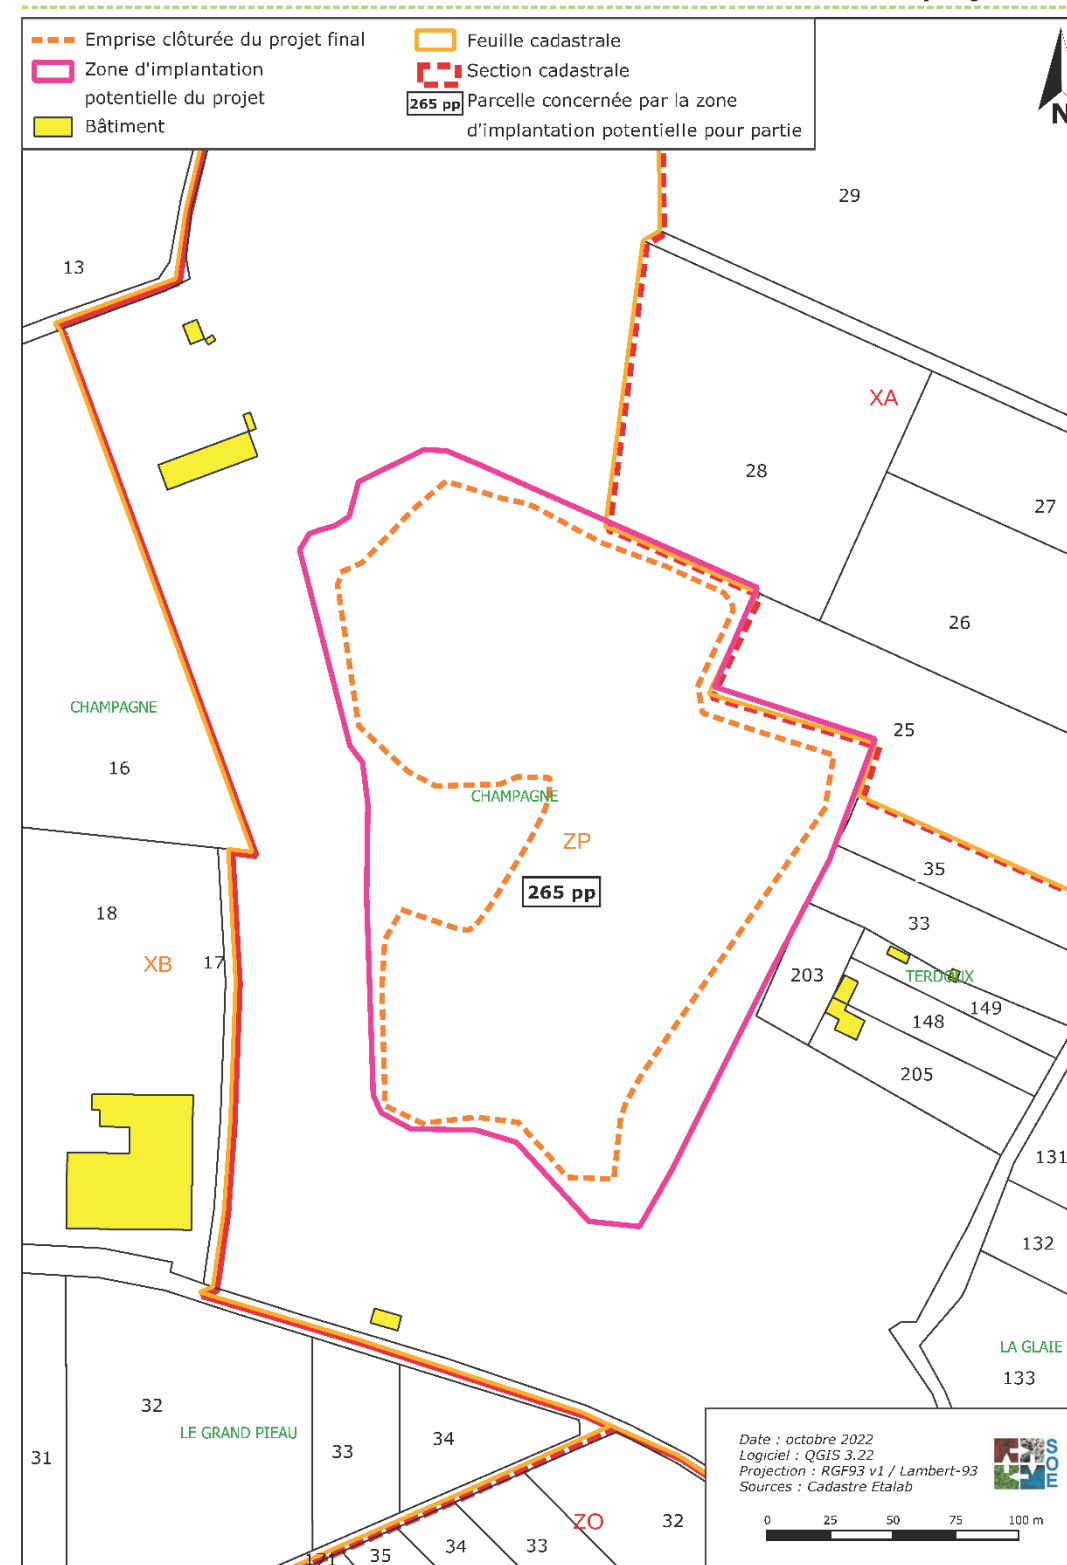 Emprise clôturée du projet final
Zone d'implantation
potentielle du projet
Bâtiment
Feuille cadastrale
Section cadastrale
265 pp Parcelle concernée par la zone
d'implantation potentielle pour partie
N
29
13
XA
28
27
26
CHAMPAGNE
25
16
CHAMPAGNE
ZP
35
265 pp
18
33
XB
17
203
TERDOUX
149
148
205
131
132
LA GLAIE
133
32
LE GRAND PIEAU
34
33
31
Date : octobre 2022
Logiciel : QGIS 3.22
Projection : RGF93 v1 / Lambert-93
Sources : Cadastre Etalab
SOE
0 25 50 75 100 m
ZO
32
34
33
35